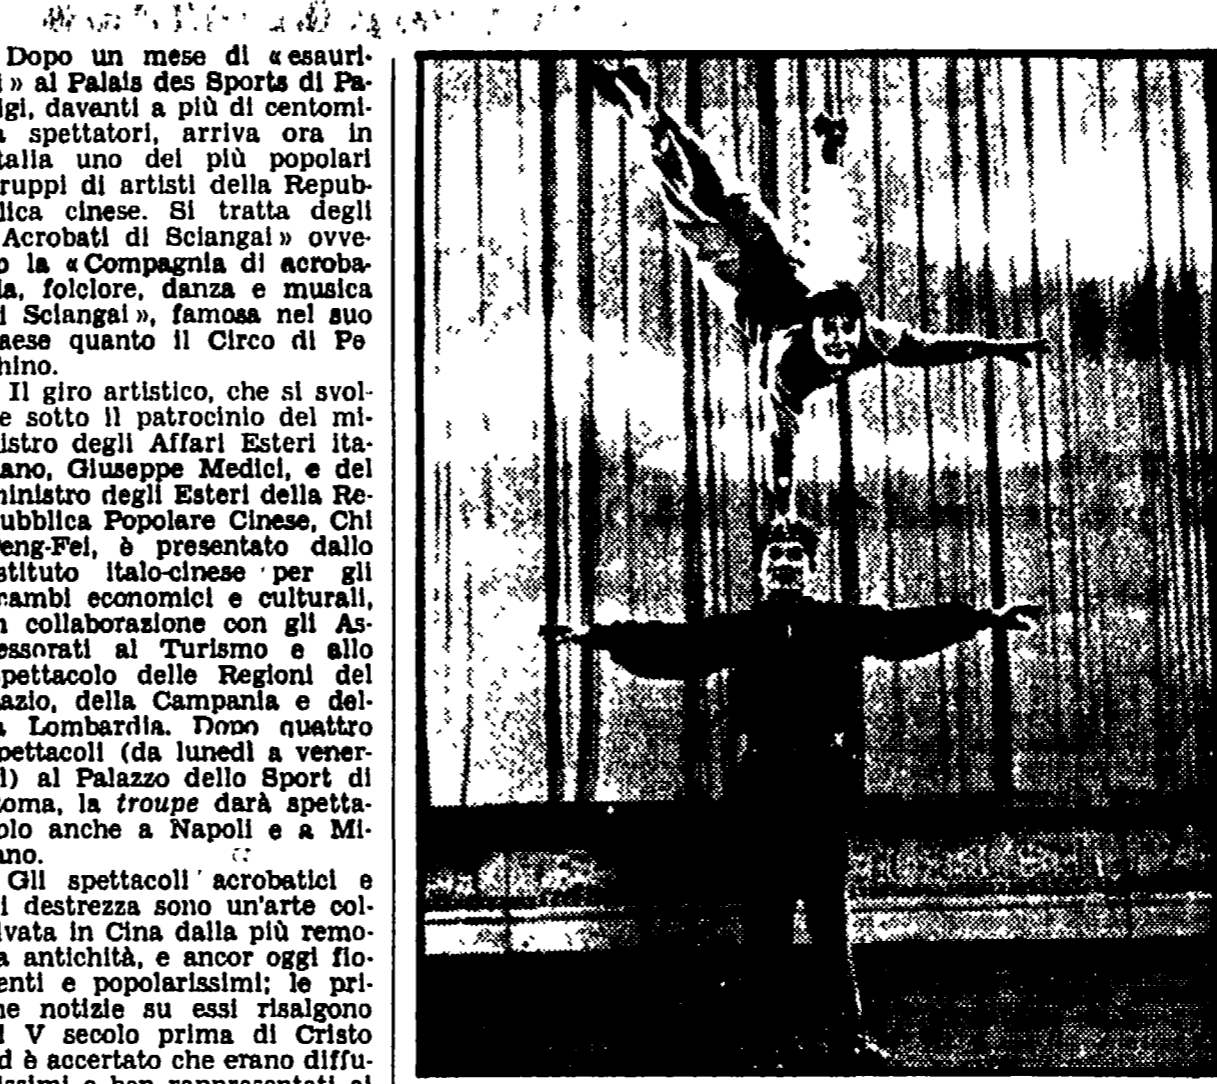 Dopo un mese di «esauri-
i» al Palais des Sports di Pa-
igi, davanti a più di centomi-
a spettatori, arriva ora in
talia uno dei più popolari
ruppi di artisti della Repub-
lica cinese. Si tratta degli
Acrobati di Sciangai» ovve-
o la «Compagnia di acroba-
ia, folclore, danza e musica
i Sciangai», famosa nel suo
aese quanto il Circo di Pe
hino.
Il giro artistico, che si svol-
e sotto il patrocinio del mi-
istro degli Affari Esteri ita-
ano, Giuseppe Medici, e del
ministro degli Esteri della Re-
ubblica Popolare Cinese, Chi
eng-Fei, è presentato dallo
stituto italo-cinese per gli
cambi economici e culturali,
n collaborazione con gli As-
essorati al Turismo e allo
pettacolo delle Regioni del
azio, della Campania e del-
a Lombardia. Dopo quattro
pettacoli (da lunedì a vener-
ì) al Palazzo dello Sport di
oma, la troupe darà spetta-
olo anche a Napoli e a Mi-
ano.
Gli spettacoli acrobatici e
i destrezza sono un'arte col-
ivata in Cina dalla più remo-
a antichità, e ancor oggi fio-
enti e popolarissimi; le pri-
me notizie su essi risalgono
l V secolo prima di Cristo
d è accertato che erano diffu-
issimi e ben rappresentati ai